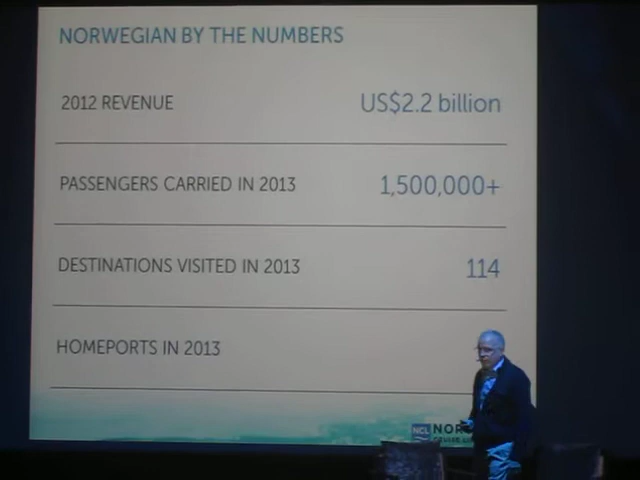 NORWEGIAN BY THE NUMBERS
2012 REVENUE US$2.2 billion
PASSENGERS CARRIED IN 2013 1,500,000+
DESTINATIONS VISITED IN 2013 114
HOMEPORTS IN 2013
NCL